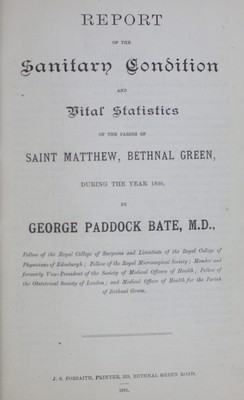 REPORT
OF THE
Sanitary Condition
AND
Vital Statistics
OF THE PARISH OF
SAINT MATTHEW, BETHNAL GREEN,
DURING THE YEAR 1890,
BY
GEORGE PADDOCK BATE, M.D.,
Fellow of the Royal College of Surgeons and Licentiate of the Royal College of
Physicians of Edinburgh; Fellow of the Royal Microscopical Society; Member and
formerly Vice-President of the Society of Medical Officers of Health; Fellow of
the Obstetrical Society of London; and Medical Officer of Health for the Parish
of Bethnal Green.
J. S. FORSAITH, PRINTER, BETHNAL GREEN ROAD.
1891.